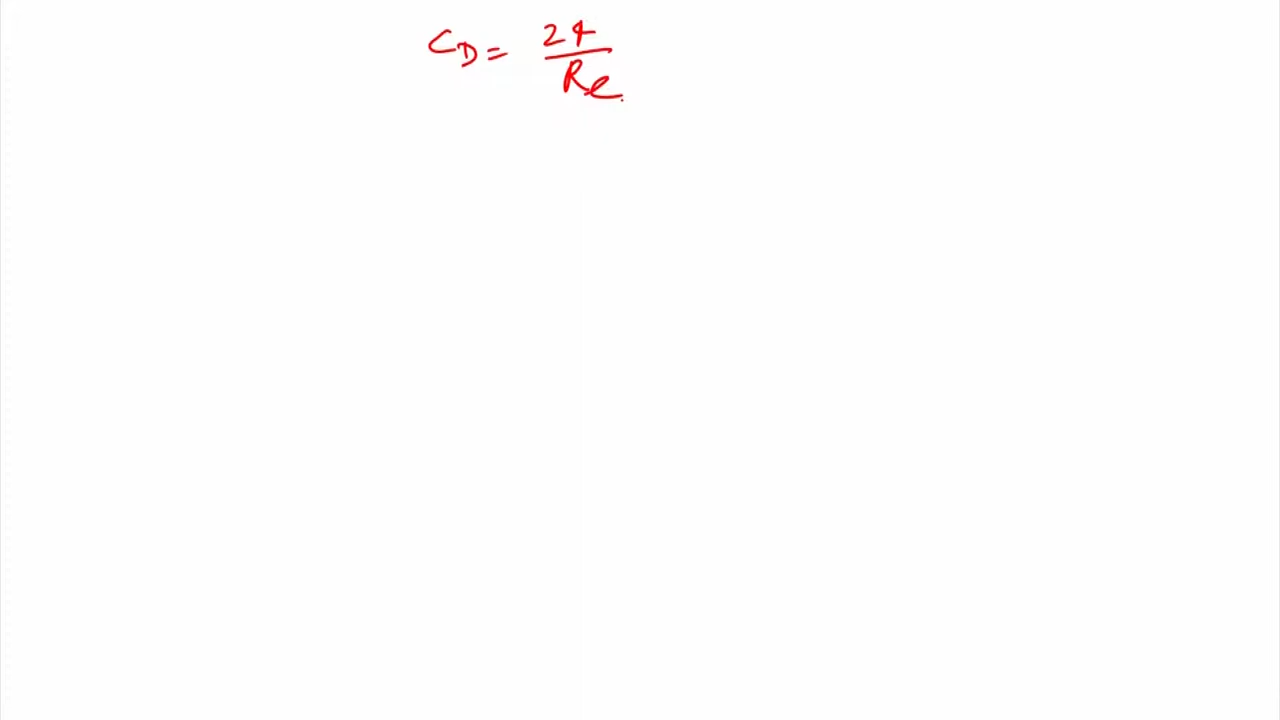 C_D = 24/Re